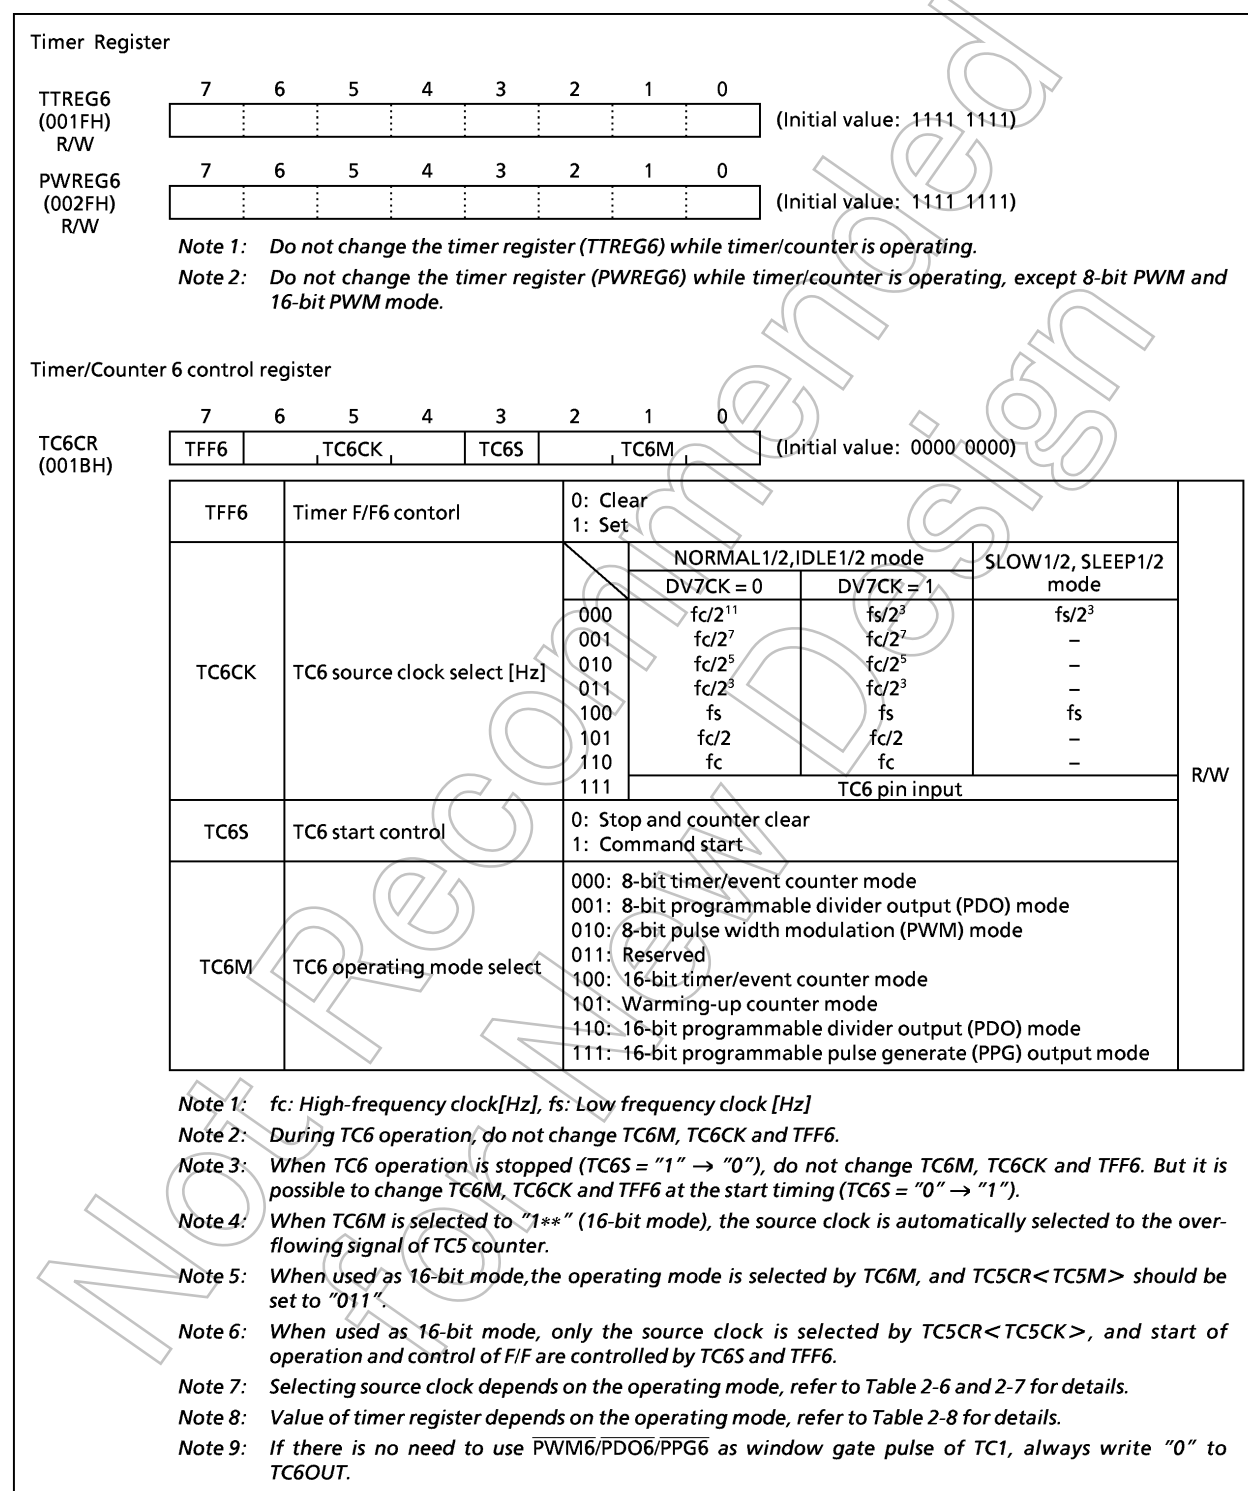 Timer Register
7 6 5 4 3 2 1 0
TTREG6
(001FH)
R/W
(Initial value: 1111 1111)
7 6 5 4 3 2 1 0
PWREG6
(002FH)
R/W
(Initial value: 1111 1111)
Note 1: Do not change the timer register (TTREG6) while timer/counter is operating.
Note 2: Do not change the timer register (PWREG6) while timer/counter is operating, except 8-bit PWM and
16-bit PWM mode.
Timer/Counter 6 control register
7 6 5 4 3 2 1 0
TC6CR
(001BH)
TFF6 TC6CK TC6S TC6M (Initial value: 0000 0000)
TFF6 Timer F/F6 contorl
0: Clear
1: Set
R/W
TC6CK TC6 source clock select [Hz]
NORMAL1/2,IDLE1/2 mode SLOW1/2, SLEEP1/2
mode
DV7CK = 0 DV7CK = 1
000 fc/2¹¹ fs/2³ fs/2³
001 fc/2⁷ fc/2⁷ –
010 fc/2⁵ fc/2⁵ –
011 fc/2³ fc/2³ –
100 fs fs fs
101 fc/2 fc/2 –
110 fc fc –
111 TC6 pin input
TC6S TC6 start control
0: Stop and counter clear
1: Command start
TC6M TC6 operating mode select
000: 8-bit timer/event counter mode
001: 8-bit programmable divider output (PDO) mode
010: 8-bit pulse width modulation (PWM) mode
011: Reserved
100: 16-bit timer/event counter mode
101: Warming-up counter mode
110: 16-bit programmable divider output (PDO) mode
111: 16-bit programmable pulse generate (PPG) output mode
Note 1: fc: High-frequency clock[Hz], fs: Low frequency clock [Hz]
Note 2: During TC6 operation, do not change TC6M, TC6CK and TFF6.
Note 3: When TC6 operation is stopped (TC6S = "1" → "0"), do not change TC6M, TC6CK and TFF6. But it is
possible to change TC6M, TC6CK and TFF6 at the start timing (TC6S = "0" → "1").
Note 4: When TC6M is selected to "1**" (16-bit mode), the source clock is automatically selected to the over-
flowing signal of TC5 counter.
Note 5: When used as 16-bit mode,the operating mode is selected by TC6M, and TC5CR<TC5M> should be
set to "011".
Note 6: When used as 16-bit mode, only the source clock is selected by TC5CR<TC5CK>, and start of
operation and control of F/F are controlled by TC6S and TFF6.
Note 7: Selecting source clock depends on the operating mode, refer to Table 2-6 and 2-7 for details.
Note 8: Value of timer register depends on the operating mode, refer to Table 2-8 for details.
Note 9: If there is no need to use PWM6/PDO6/PPG6 as window gate pulse of TC1, always write "0" to
TC6OUT.
Not Recommended
for New Design